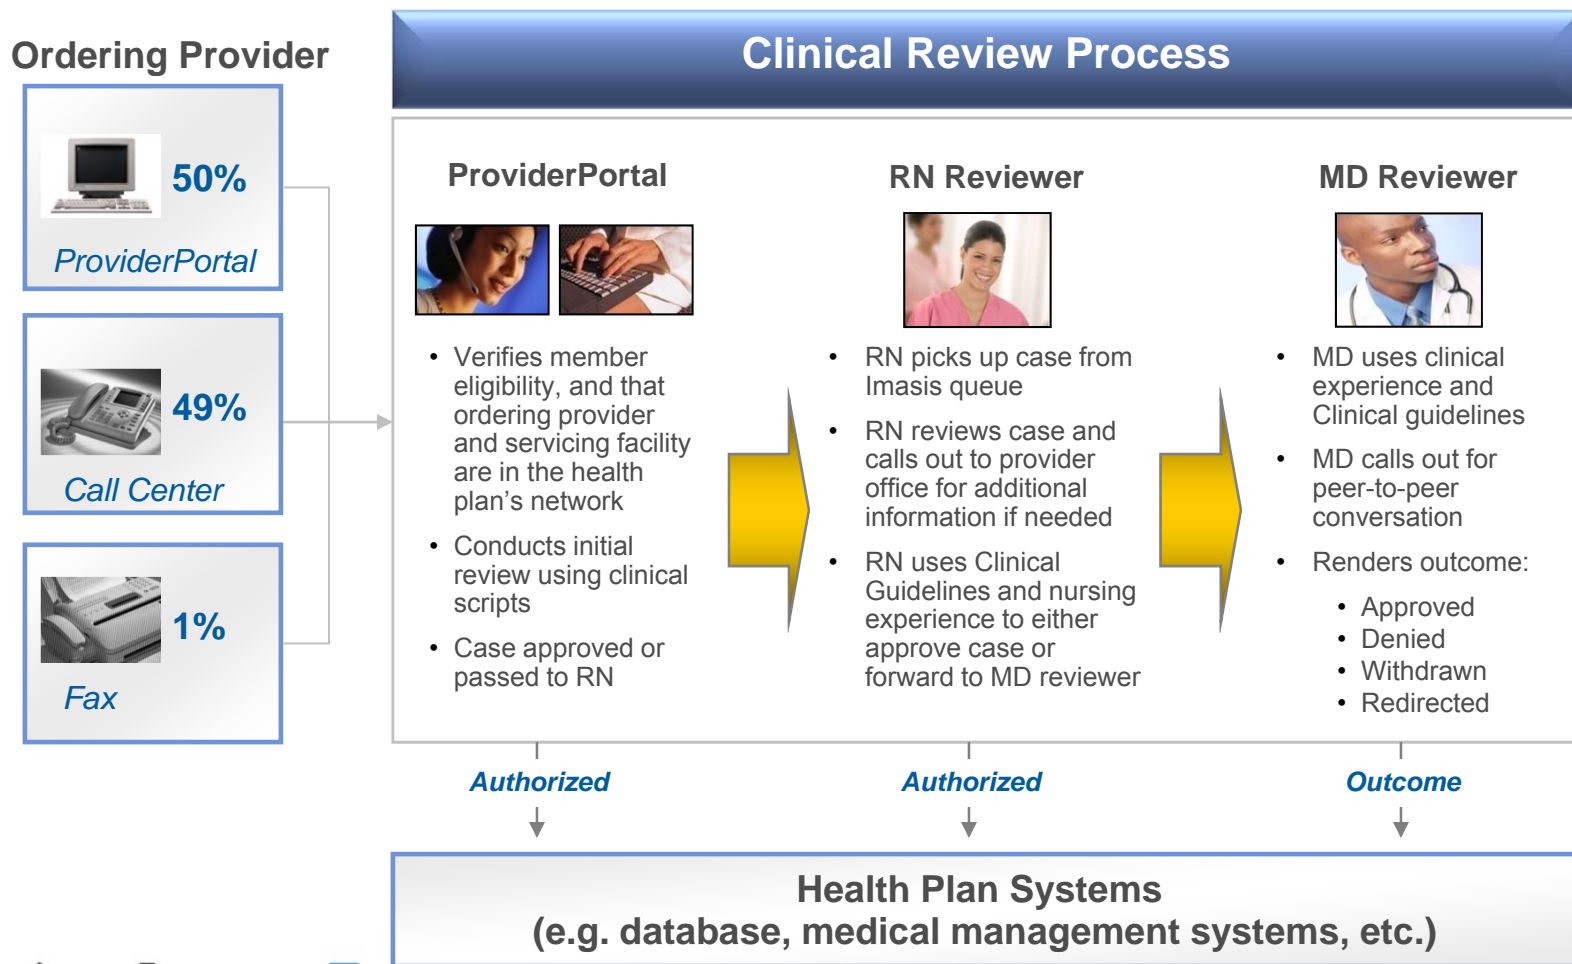 Ordering Provider
50%
ProviderPortal
49%
Call Center
1%
Fax
Clinical Review Process
ProviderPortal
• Verifies member
eligibility, and that
ordering provider
and servicing facility
are in the health
plan's network
• Conducts initial
review using clinical
scripts
• Case approved or
passed to RN
RN Reviewer
• RN picks up case from
Imasis queue
• RN reviews case and
calls out to provider
office for additional
information if needed
• RN uses Clinical
Guidelines and nursing
experience to either
approve case or
forward to MD reviewer
MD Reviewer
• MD uses clinical
experience and
Clinical guidelines
• MD calls out for
peer-to-peer
conversation
• Renders outcome:
• Approved
• Denied
• Withdrawn
• Redirected
Authorized
Authorized
Outcome
Health Plan Systems
(e.g. database, medical management systems, etc.)